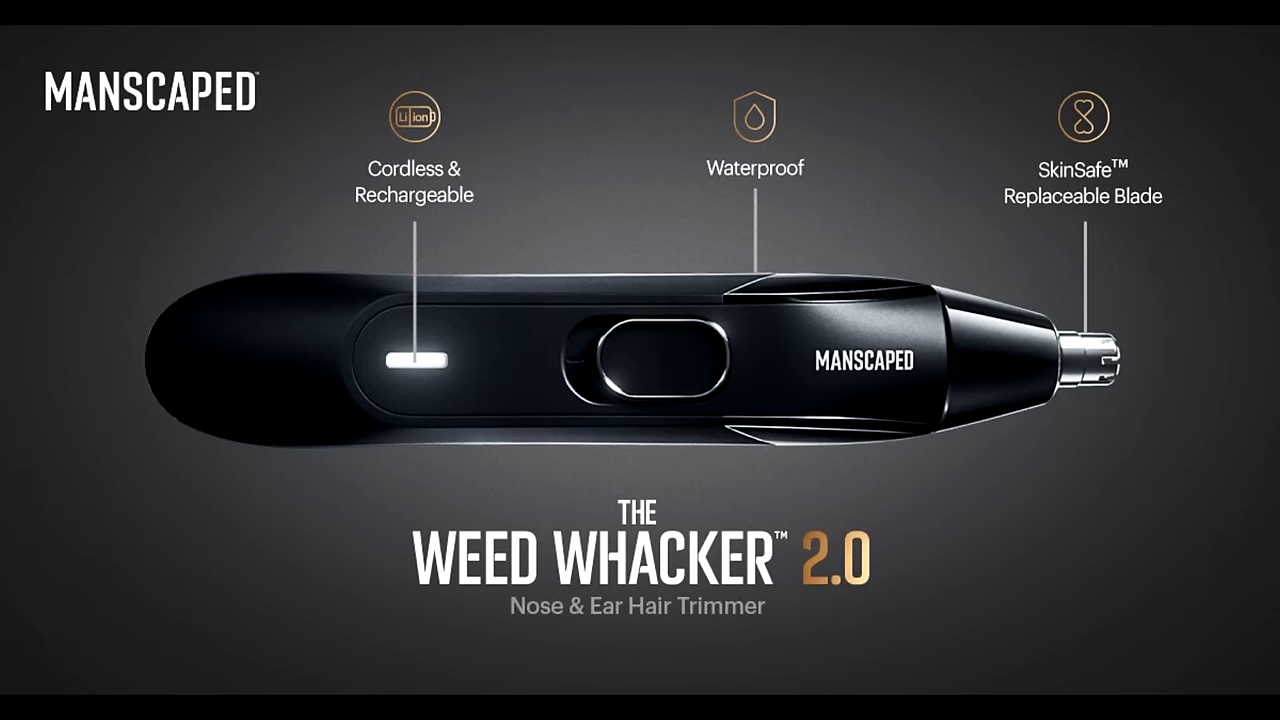 MANSCAPED™
Li ion
Cordless &
Rechargeable
Waterproof
SkinSafe™
Replaceable Blade
MANSCAPED
THE
WEED WHACKER™ 2.0
Nose & Ear Hair Trimmer